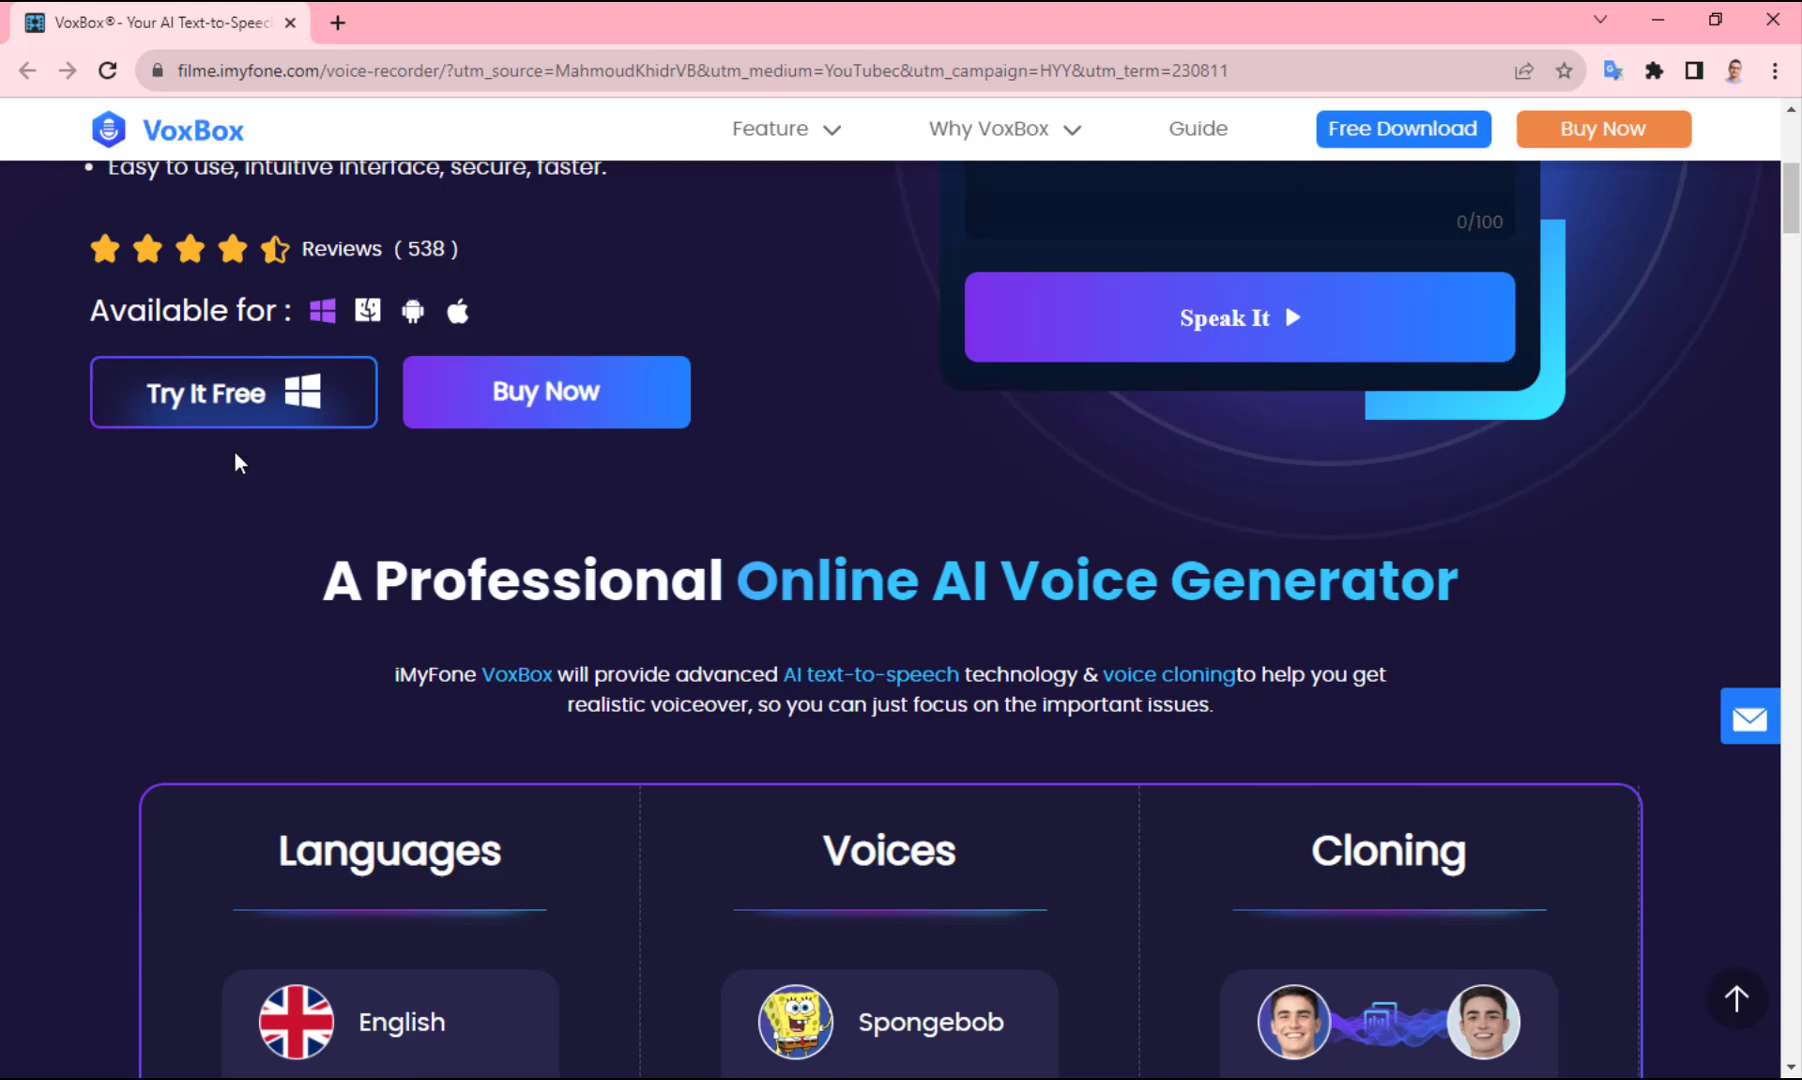 VoxBox®- Your AI Text-to-Speec
filme.imyfone.com/voice-recorder/?utm_source=MahmoudKhidrVB&utm_medium=YouTubec&utm_campaign=HYY&utm_term=230811
VoxBox
Feature
Why VoxBox
Guide
Free Download
Buy Now
• Easy to use, intuitive interface, secure, faster.
Reviews ( 538 )
Available for :
Try It Free
Buy Now
0/100
Speak It
A Professional Online AI Voice Generator
iMyFone VoxBox will provide advanced AI text-to-speech technology & voice cloningto help you get
realistic voiceover, so you can just focus on the important issues.
Languages
Voices
Cloning
English
Spongebob